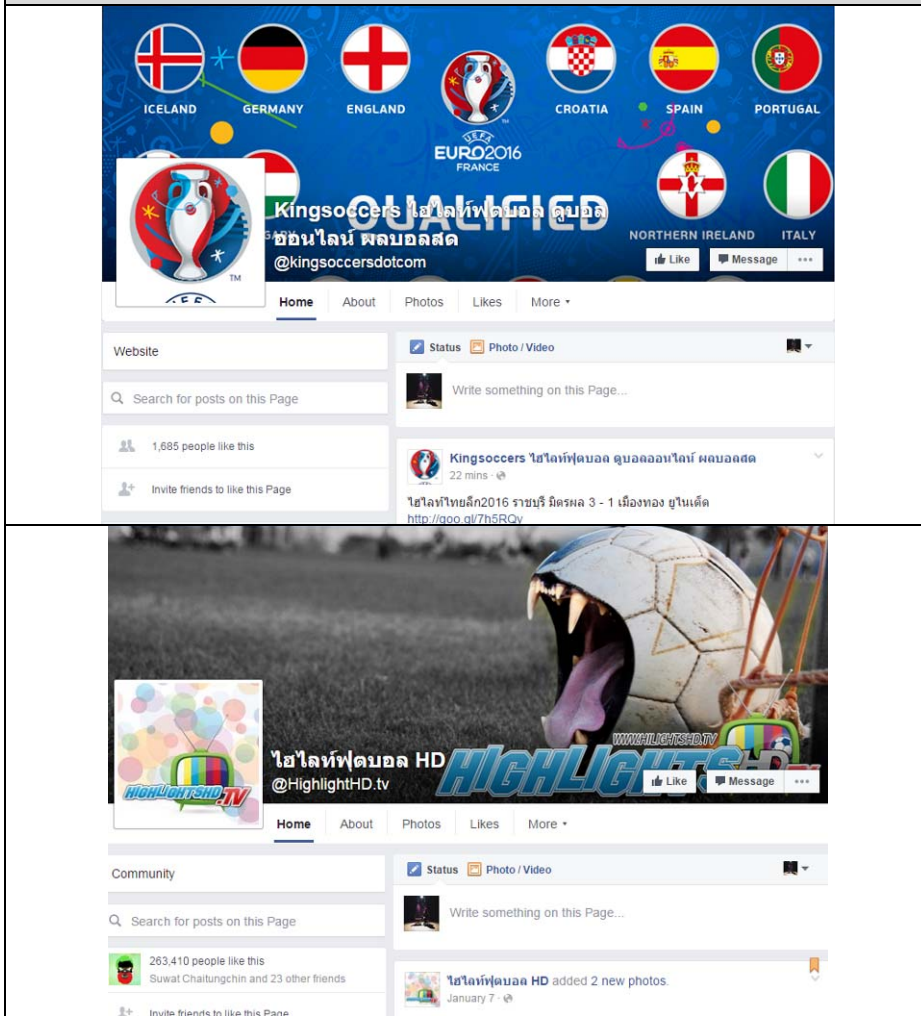 ICELAND GERMANY ENGLAND CROATIA SPAIN PORTUGAL
UEFA
EURO2016
FRANCE
QUALIFIED
NORTHERN IRELAND ITALY
Kingsoccers ไฮไลท์ฟุตบอล ดูบอล
ออนไลน์ ผลบอลสด
@kingsoccersdotcom
Like Message
TM
Home About Photos Likes More
Website
Status Photo / Video
Search for posts on this Page
Write something on this Page...
1,685 people like this
Invite friends to like this Page
Kingsoccers ไฮไลท์ฟุตบอล ดูบอลออนไลน์ ผลบอลสด
22 mins ·
ไฮไลท์ไทยลีก2016 ราชบุรี มิตรผล 3 - 1 เมืองทอง ยูไนเต็ด
http://goo.gl/7h5RQv
WWW.HILIGHTSHD.TV
HIGHLIGHTSHD.TV
ไฮไลท์ฟุตบอล HD
@HighlightHD.tv
Like Message
Home About Photos Likes More
Community
Status Photo / Video
Search for posts on this Page
Write something on this Page...
263,410 people like this
Suwat Chaitungchin and 23 other friends
Invite friends to like this Page
ไฮไลท์ฟุตบอล HD added 2 new photos.
January 7 ·